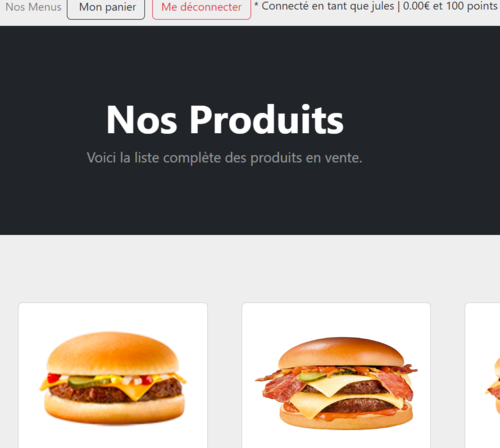 Nos Menus Mon panier Me déconnecter * Connecté en tant que jules | 0.00€ et 100 points
Nos Produits
Voici la liste complète des produits en vente.